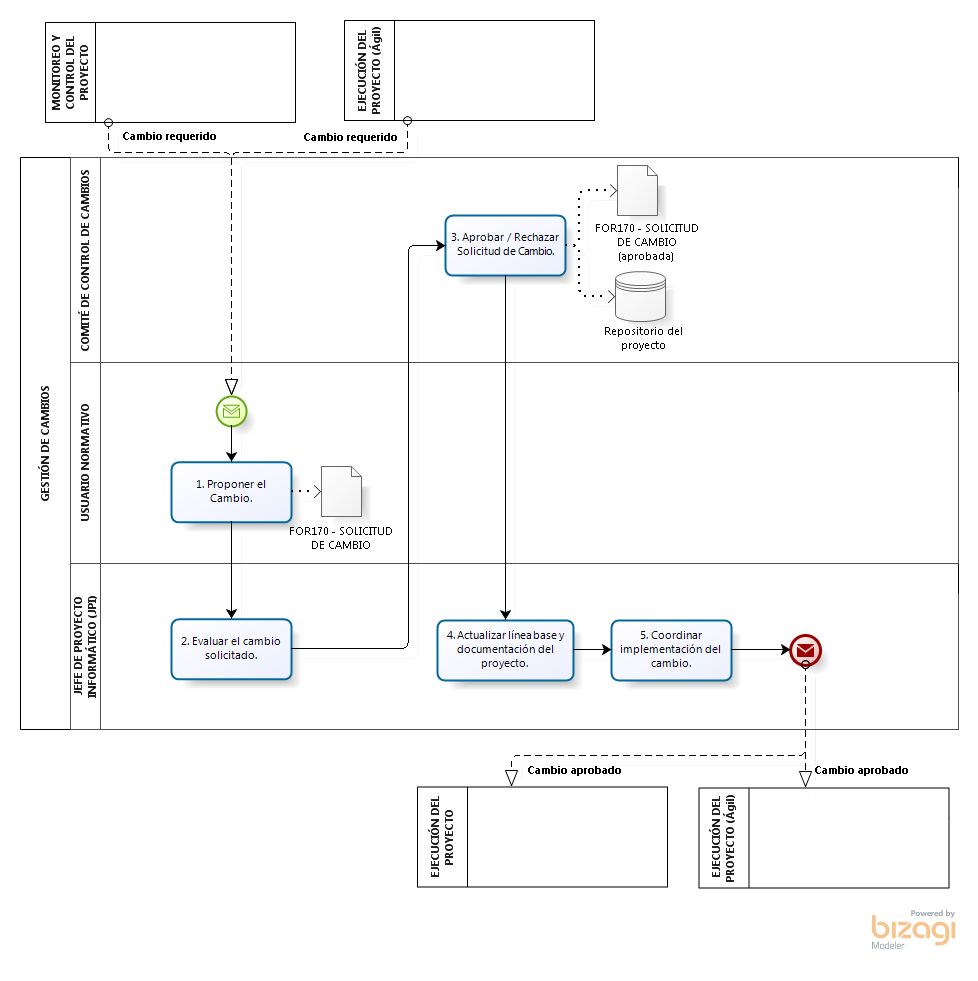 MONITOREO Y
CONTROL DEL
PROYECTO
EJECUCIÓN DEL
PROYECTO (Ágil)
Cambio requerido
Cambio requerido
GESTIÓN DE CAMBIOS
COMITÉ DE CONTROL DE CAMBIOS
3. Aprobar / Rechazar
Solicitud de Cambio.
FOR170 - SOLICITUD
DE CAMBIO
(aprobada)
Repositorio del
proyecto
USUARIO NORMATIVO
1. Proponer el
Cambio.
FOR170 - SOLICITUD
DE CAMBIO
JEFE DE PROYECTO
INFORMÁTICO (JPI)
2. Evaluar el cambio
solicitado.
4. Actualizar línea base y
documentación del
proyecto.
5. Coordinar
implementación del
cambio.
Cambio aprobado
Cambio aprobado
EJECUCIÓN DEL
PROYECTO
EJECUCIÓN DEL
PROYECTO (Ágil)
Powered by
bizagi
Modeler